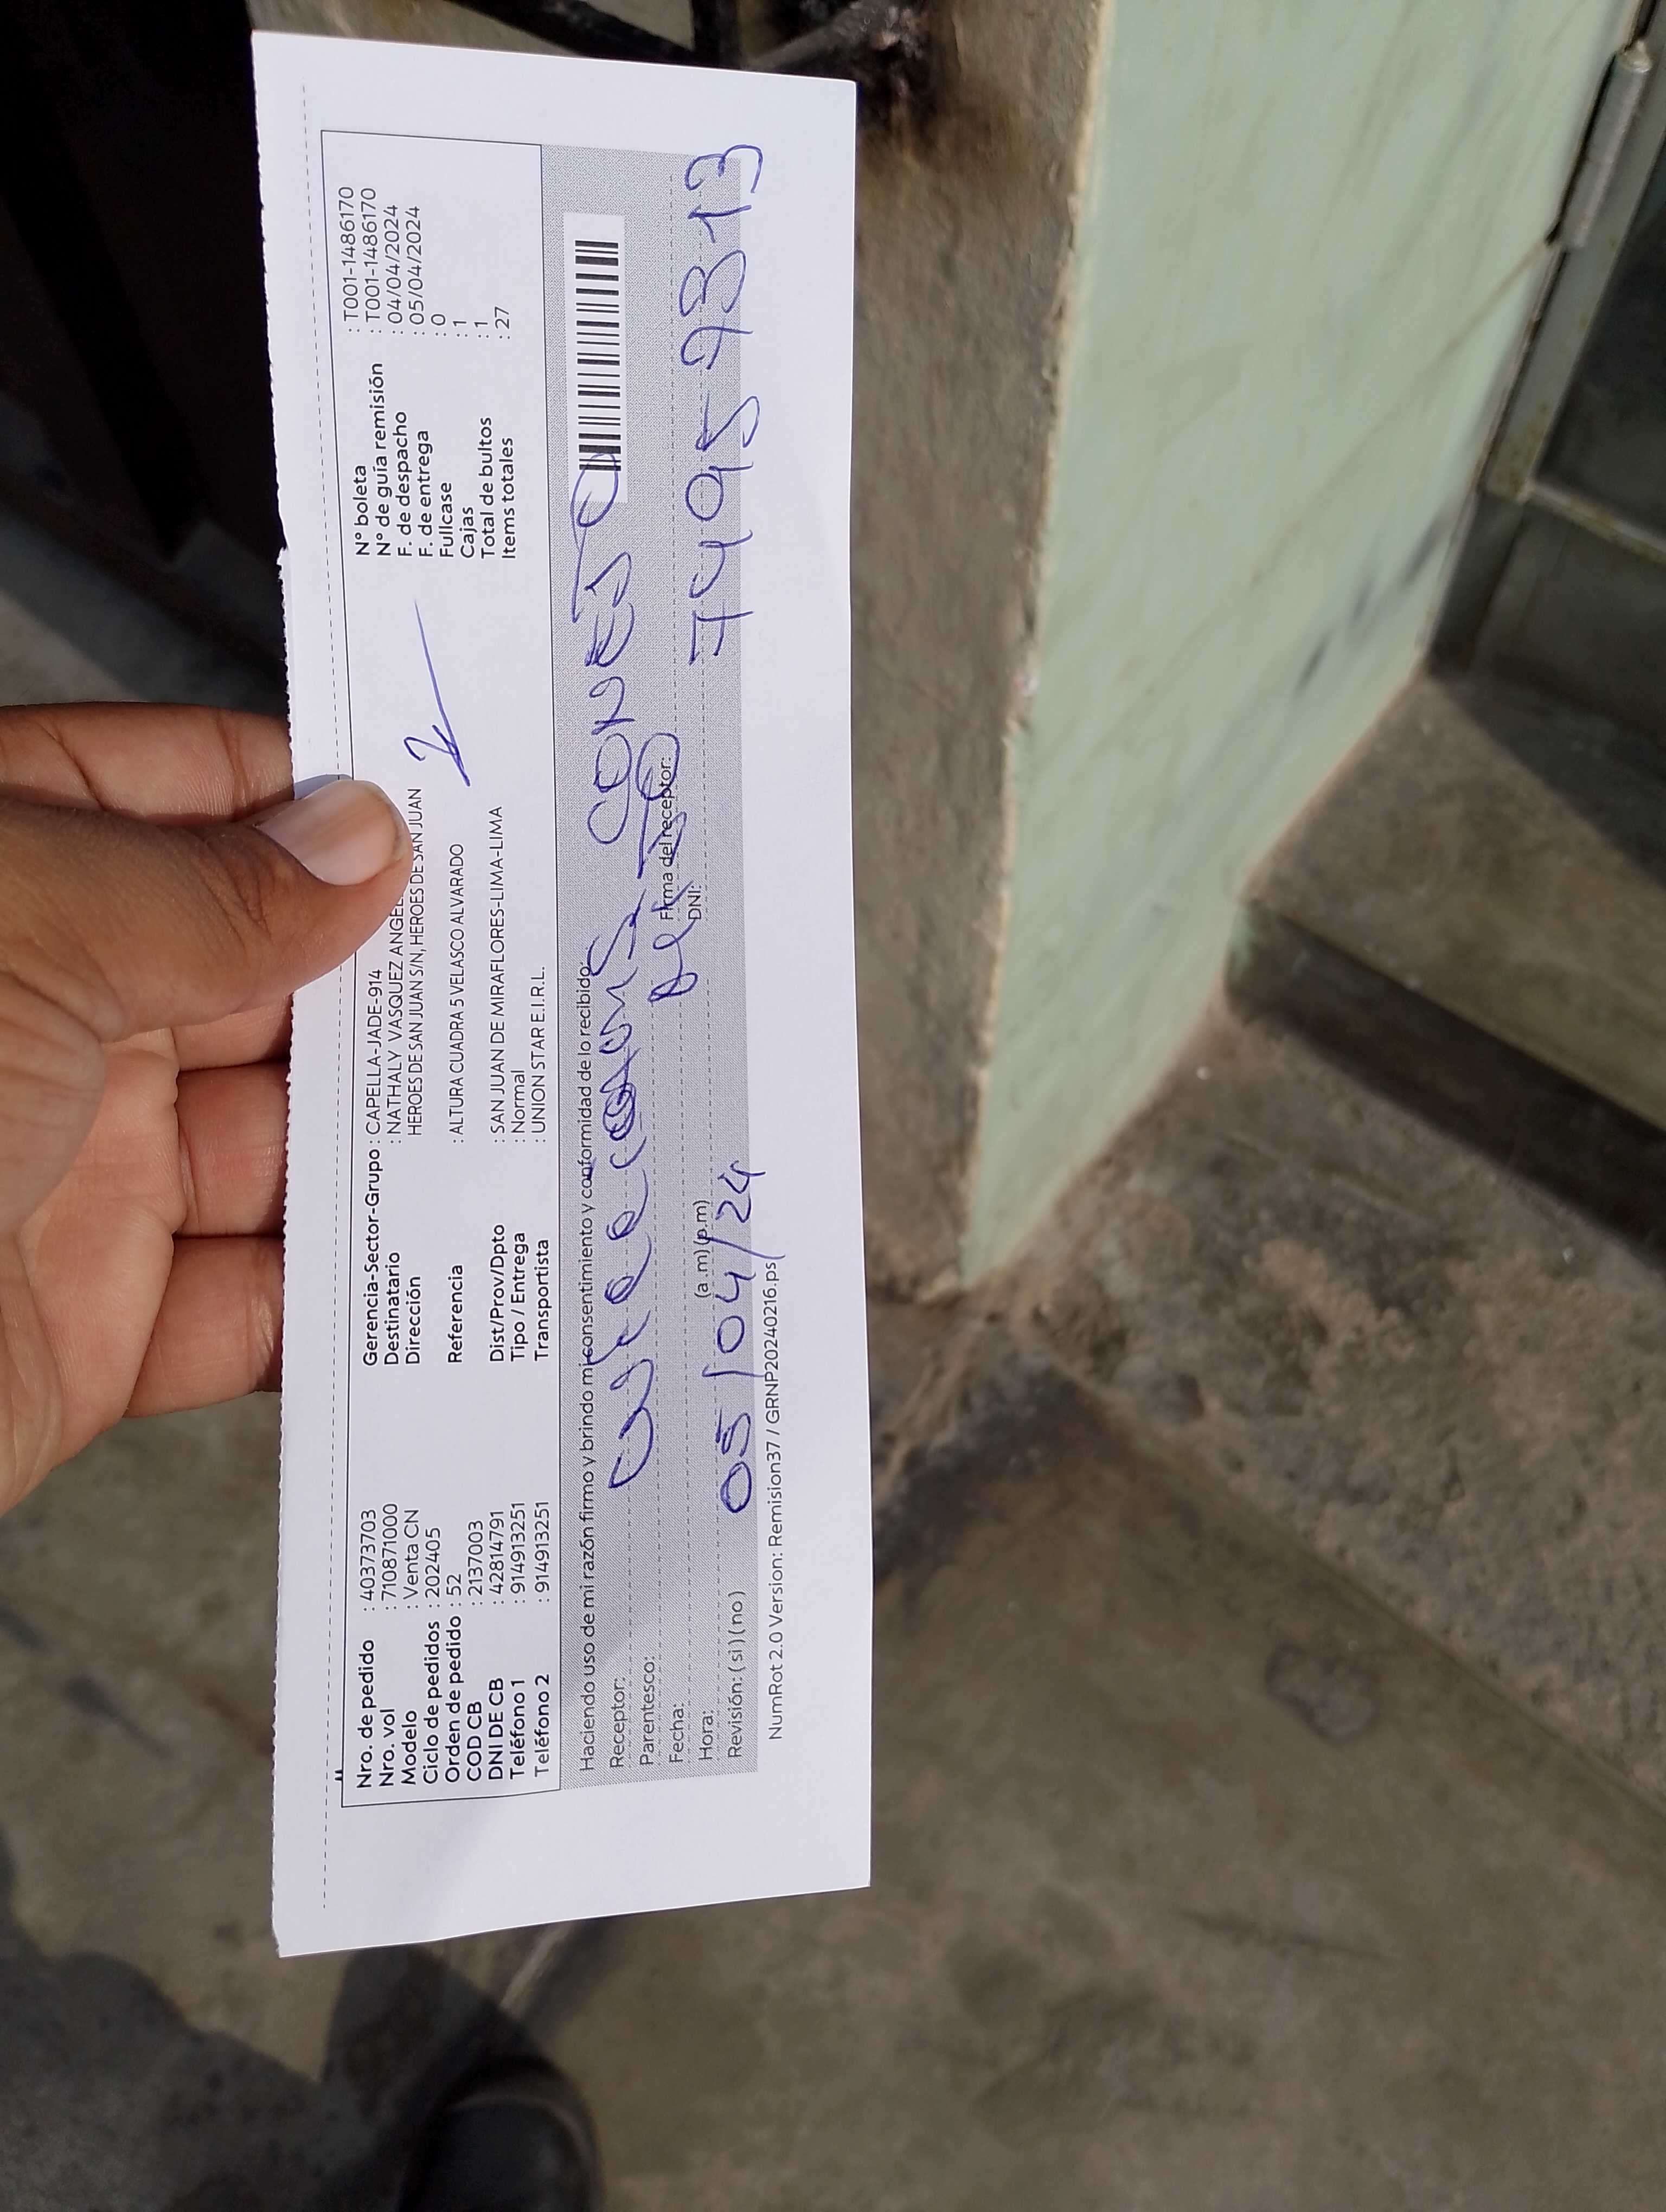 Nro. de pedido : 40373703
Nro. vol : 710871000
Modelo : Venta CN
Ciclo de pedidos : 202405
Orden de pedido : 52
COD CB : 2137003
DNI DE CB : 42814791
Teléfono 1 : 914913251
Teléfono 2 : 914913251
Gerencia-Sector-Grupo : CAPELLA-JADE-914
Destinatario : NATHALY VASQUEZ
Dirección HEROES DE SAN JUAN S/N, HEROES DE SAN JUAN
Referencia : ALTURA CUADRA 5 VELASCO ALVARADO
Dist/Prov/Dpto : SAN JUAN DE MIRAFLORES-LIMA-LIMA
Tipo / Entrega : Normal
Transportista : UNION STAR E.I.R.L.
N° boleta : T001-1486170
N° de guía remisión : T001-1486170
F. de despacho : 04/04/2024
F. de entrega : 05/04/2024
Fullcase : 0
Cajas : 1
Total de bultos : 1
Items totales : 27
Haciendo uso de mi razón firmo y brindo mi consentimiento y conformidad de lo recibido:
Receptor: CONEJO
Parentesco:
Fecha: Firma del receptor:
Hora: (a.m) (p.m) DNI:
Revisión: (si) (no) 05/04/24
NumRot 2.0 Version: Remision37 / GRNP20240216.ps